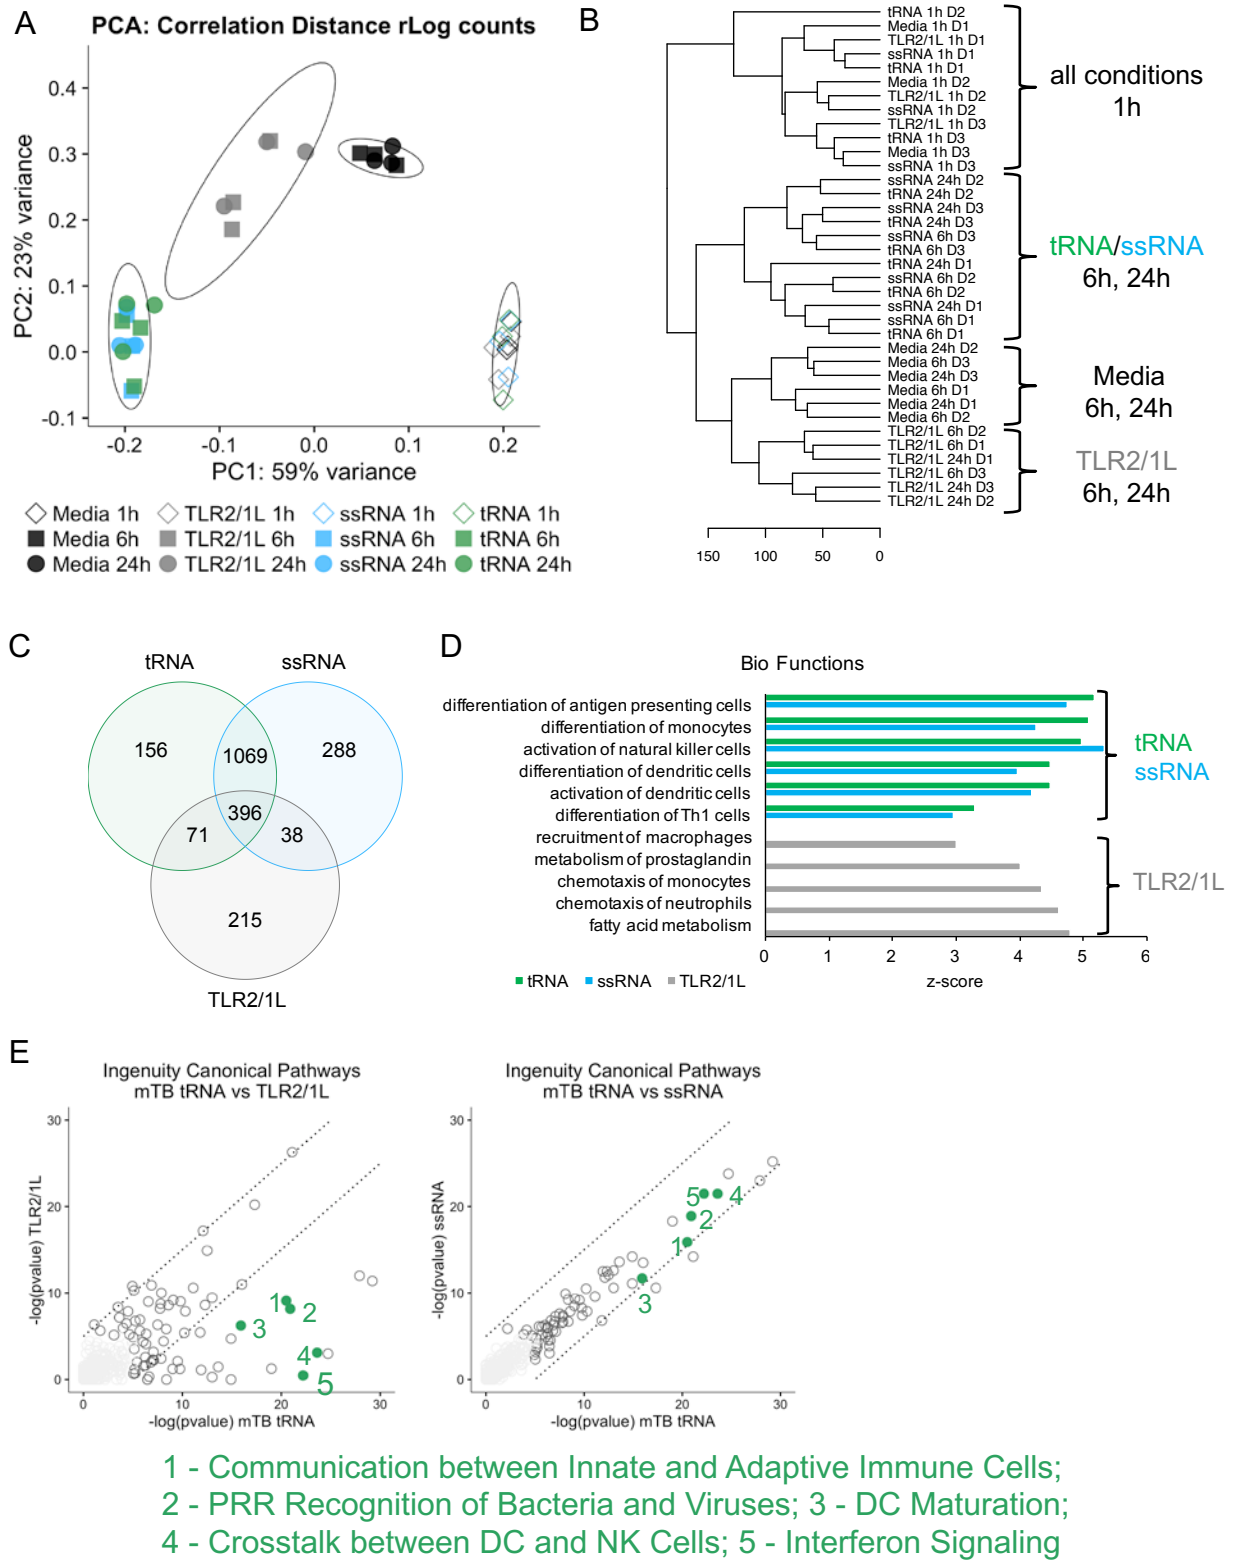 A
PCA: Correlation Distance rLog counts
PC2: 23% variance
0.4
0.3
0.2
0.1
0.0
-0.1
-0.2
-0.1
0.0
0.1
0.2
PC1: 59% variance
Media 1h
TLR2/1L 1h
ssRNA 1h
tRNA 1h
Media 6h
TLR2/1L 6h
ssRNA 6h
tRNA 6h
Media 24h
TLR2/1L 24h
ssRNA 24h
tRNA 24h
B
tRNA 1h D2
Media 1h D1
TLR2/1L 1h D1
ssRNA 1h D1
tRNA 1h D1
Media 1h D2
TLR2/1L 1h D2
ssRNA 1h D2
TLR2/1L 1h D3
tRNA 1h D3
Media 1h D3
ssRNA 1h D3
ssRNA 24h D2
tRNA 24h D2
ssRNA 24h D3
tRNA 24h D3
ssRNA 6h D3
tRNA 6h D3
tRNA 24h D1
ssRNA 6h D2
tRNA 6h D2
ssRNA 24h D1
ssRNA 6h D1
tRNA 6h D1
Media 24h D2
Media 6h D3
Media 24h D3
Media 6h D1
Media 24h D1
Media 6h D2
TLR2/1L 6h D2
TLR2/1L 6h D1
TLR2/1L 24h D1
TLR2/1L 6h D3
TLR2/1L 24h D3
TLR2/1L 24h D2
all conditions
1h
tRNA/ssRNA
6h, 24h
Media
6h, 24h
TLR2/1L
6h, 24h
150
100
50
0
C
tRNA
ssRNA
156
1069
288
396
71
38
215
TLR2/1L
D
Bio Functions
differentiation of antigen presenting cells
differentiation of monocytes
activation of natural killer cells
differentiation of dendritic cells
activation of dendritic cells
differentiation of Th1 cells
recruitment of macrophages
metabolism of prostaglandin
chemotaxis of monocytes
chemotaxis of neutrophils
fatty acid metabolism
tRNA
ssRNA
TLR2/1L
0
1
2
3
4
5
6
z-score
tRNA
ssRNA
TLR2/1L
E
Ingenuity Canonical Pathways
mTB tRNA vs TLR2/1L
-log(pvalue) TLR2/1L
30
20
10
0
1
2
3
4
5
0
10
20
30
-log(pvalue) mTB tRNA
Ingenuity Canonical Pathways
mTB tRNA vs ssRNA
-log(pvalue) ssRNA
30
20
10
0
5
4
2
1
3
0
10
20
30
-log(pvalue) mTB tRNA
1 - Communication between Innate and Adaptive Immune Cells;
2 - PRR Recognition of Bacteria and Viruses; 3 - DC Maturation;
4 - Crosstalk between DC and NK Cells; 5 - Interferon Signaling